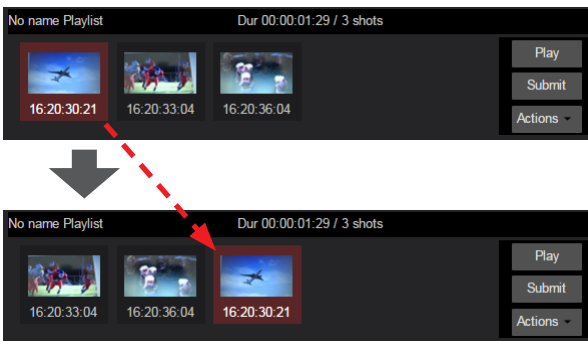 No name Playlist Dur 00:00:01:29 / 3 shots
Play
Submit
16:20:30:21 16:20:33:04 16:20:36:04
Actions
No name Playlist Dur 00:00:01:29 / 3 shots
Play
Submit
16:20:33:04 16:20:36:04 16:20:30:21
Actions